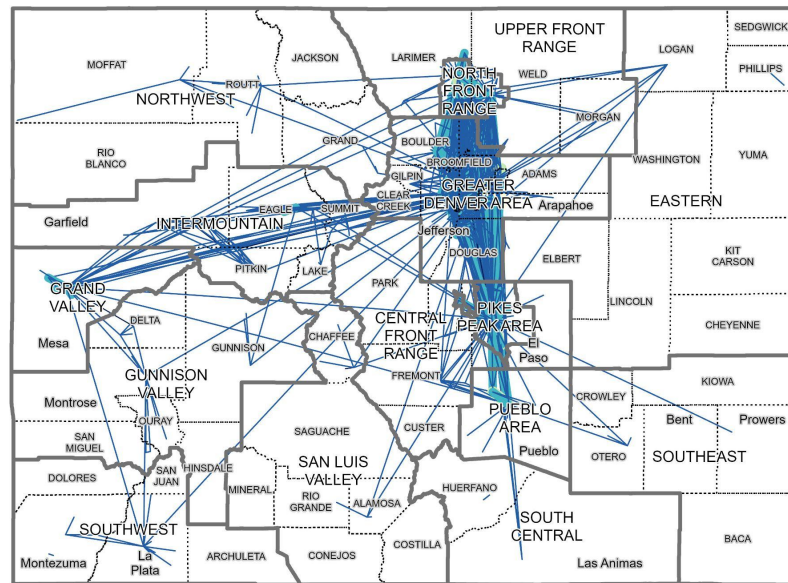 UPPER FRONT
RANGE
SEDGWICK
MOFFAT
JACKSON
LARIMER
LOGAN
WELD
PHILLIPS
ROUTT
NORTHWEST
NORTH
FRONT
RANGE
MORGAN
GRAND
BOULDER
RIO
BLANCO
BROOMFIELD
WASHINGTON
YUMA
GILPIN
ADAMS
GREATER
DENVER AREA
CLEAR
CREEK
EAGLE
SUMMIT
Arapahoe
EASTERN
Garfield
INTERMOUNTAIN
Jefferson
DOUGLAS
ELBERT
KIT
CARSON
PITKIN
LAKE
PARK
GRAND
VALLEY
LINCOLN
PIKES
PEAK AREA
DELTA
CENTRAL
FRONT
RANGE
CHEYENNE
Mesa
GUNNISON
CHAFFEE
El
Paso
GUNNISON
VALLEY
FREMONT
KIOWA
CROWLEY
Montrose
PUEBLO
AREA
OURAY
Bent
Prowers
SAN
MIGUEL
SAGUACHE
CUSTER
Pueblo
OTERO
SOUTHEAST
DOLORES
SAN
JUAN
HINSDALE
SAN LUIS
VALLEY
MINERAL
RIO
GRANDE
ALAMOSA
HUERFANO
SOUTHWEST
SOUTH
CENTRAL
BACA
La
Plata
Montezuma
ARCHULETA
CONEJOS
COSTILLA
Las Animas